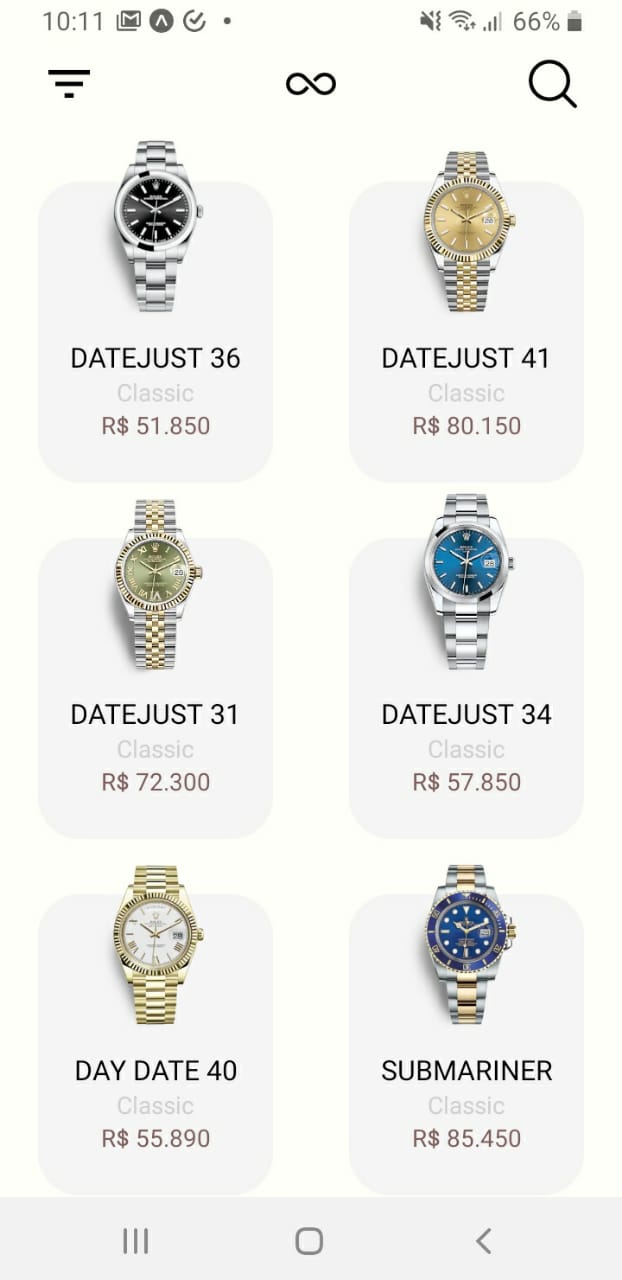 10:11 66%
DATEJUST 36
Classic
R$ 51.850
DATEJUST 41
Classic
R$ 80.150
DATEJUST 31
Classic
R$ 72.300
DATEJUST 34
Classic
R$ 57.850
DAY DATE 40
Classic
R$ 55.890
SUBMARINER
Classic
R$ 85.450